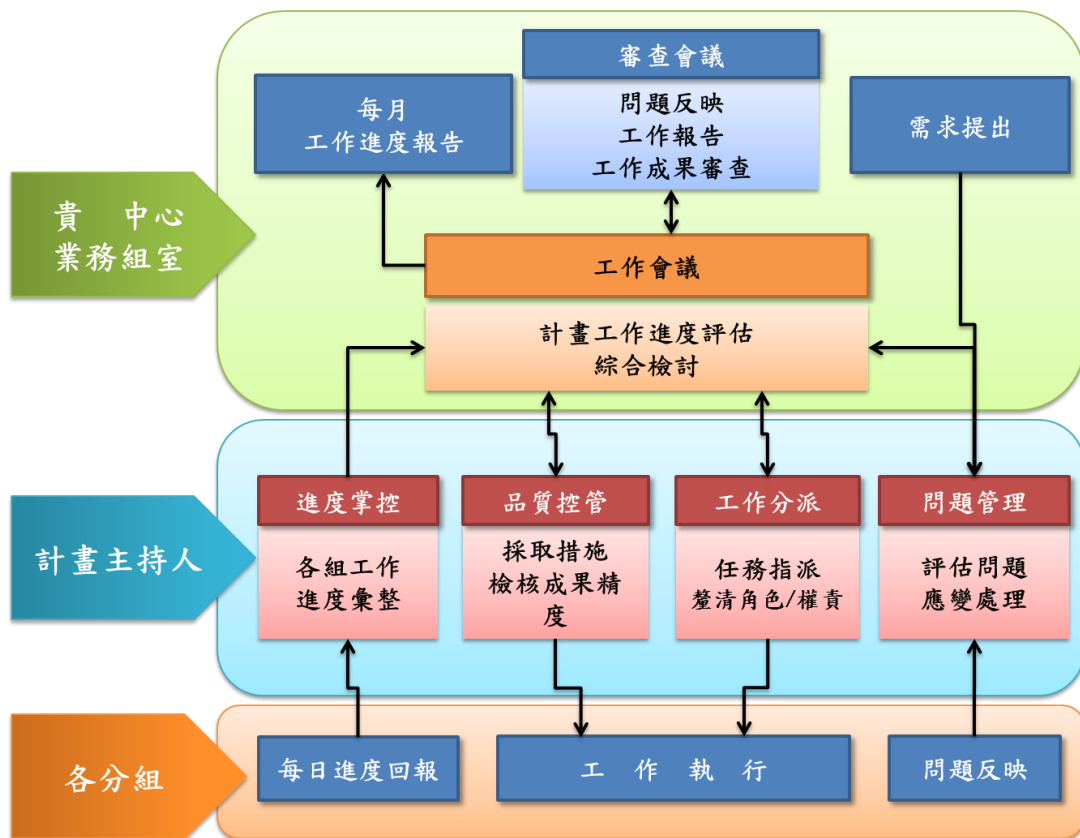 審查會議
問題反映
工作報告
工作成果審查
每月
工作進度報告
需求提出
貴　中心
業務組室
工作會議
計畫工作進度評估
綜合檢討
計畫主持人
進度掌控
各組工作
進度彙整
品質控管
採取措施
檢核成果精
度
工作分派
任務指派
釐清角色/權責
問題管理
評估問題
應變處理
各分組
每日進度回報
工　作　執　行
問題反映